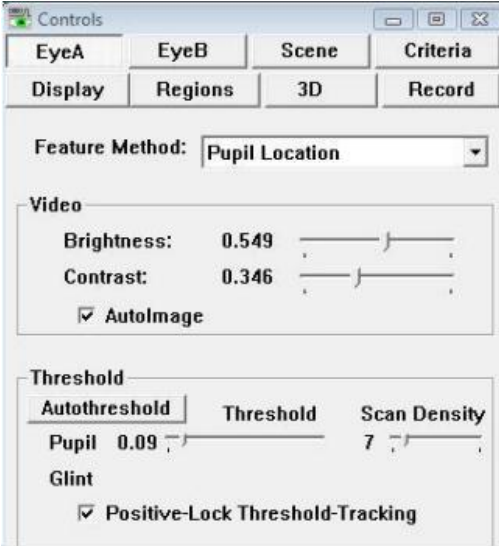 Controls
EyeA EyeB Scene Criteria
Display Regions 3D Record
Feature Method: Pupil Location
Video
Brightness: 0.549
Contrast: 0.346
AutoImage
Threshold
Autothreshold Threshold Scan Density
Pupil 0.09 7
Glint
Positive-Lock Threshold-Tracking